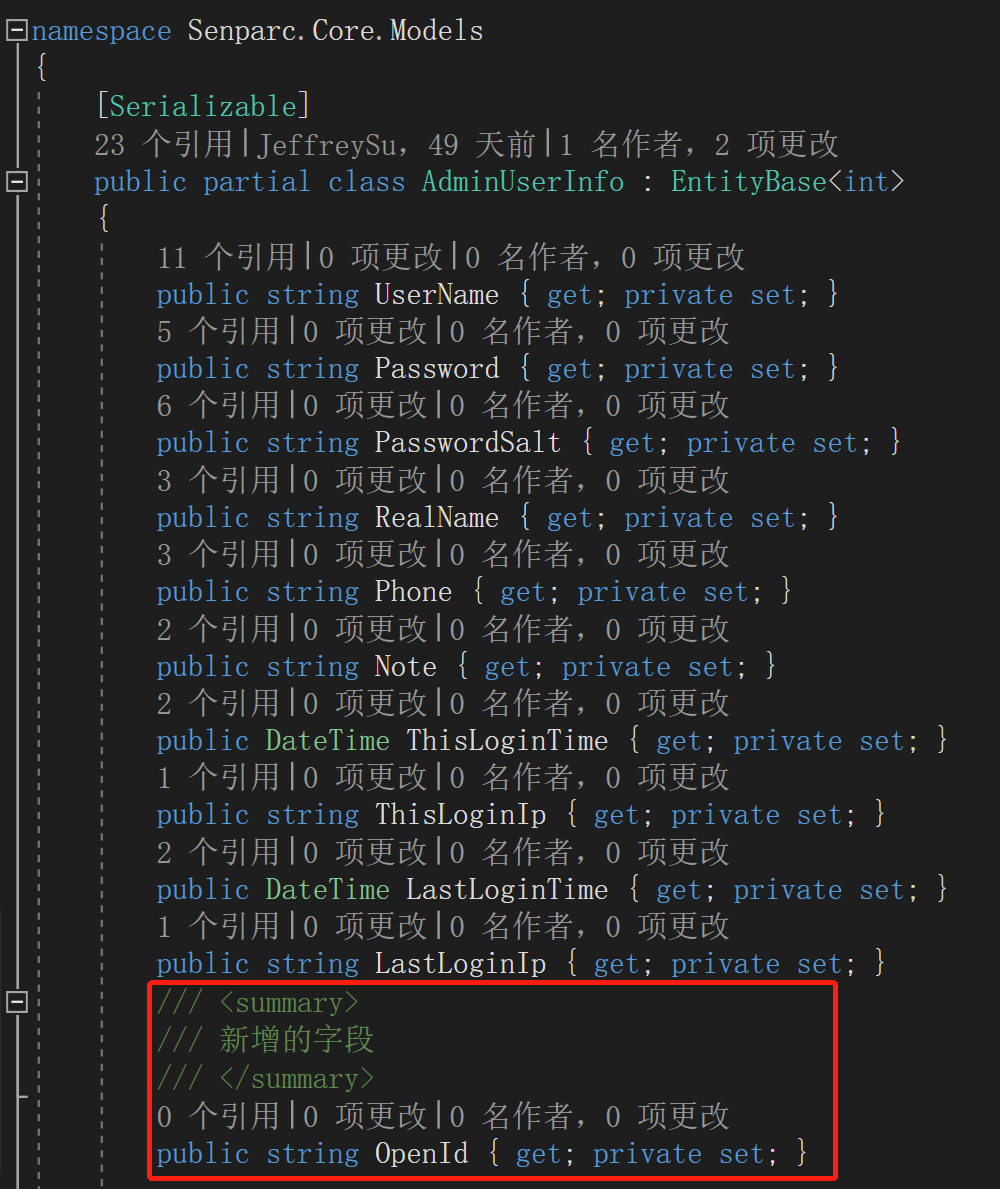 namespace Senparc.Core.Models
{
[Serializable]
23 个引用|JeffreySu, 49 天前|1 名作者, 2 项更改
public partial class AdminUserInfo : EntityBase<int>
{
11 个引用|0 项更改|0 名作者, 0 项更改
public string UserName { get; private set; }
5 个引用|0 项更改|0 名作者, 0 项更改
public string Password { get; private set; }
6 个引用|0 项更改|0 名作者, 0 项更改
public string PasswordSalt { get; private set; }
3 个引用|0 项更改|0 名作者, 0 项更改
public string RealName { get; private set; }
3 个引用|0 项更改|0 名作者, 0 项更改
public string Phone { get; private set; }
2 个引用|0 项更改|0 名作者, 0 项更改
public string Note { get; private set; }
2 个引用|0 项更改|0 名作者, 0 项更改
public DateTime ThisLoginTime { get; private set; }
1 个引用|0 项更改|0 名作者, 0 项更改
public string ThisLoginIp { get; private set; }
2 个引用|0 项更改|0 名作者, 0 项更改
public DateTime LastLoginTime { get; private set; }
1 个引用|0 项更改|0 名作者, 0 项更改
public string LastLoginIp { get; private set; }
/// <summary>
/// 新增的字段
/// </summary>
0 个引用|0 项更改|0 名作者, 0 项更改
public string OpenId { get; private set; }